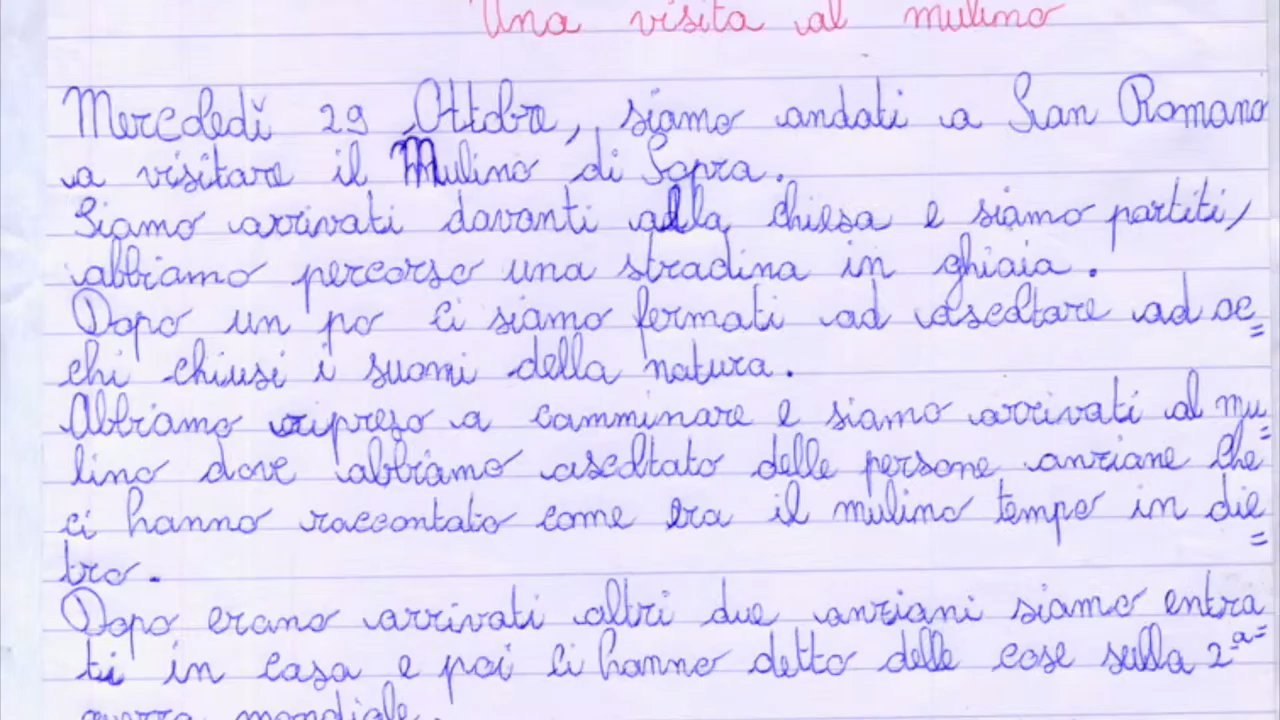 Una visita al mulino
Mercoledì 29 Ottobre, siamo andati a San Romano
a visitare il Mulino di Sopra.
Siamo arrivati davanti alla chiesa e siamo partiti,
abbiamo percorso una stradina in ghiaia.
Dopo un po ci siamo fermati ad ascoltare ad oc=
chi chiusi i suoni della natura.
Abbiamo ripreso a camminare e siamo arrivati al mu=
lino dove abbiamo ascoltato delle persone anziane che
ci hanno raccontato come era il mulino tempo in die=
tro.
Dopo erano arrivati altri due anziani siamo entra=
ti in casa e poi ci hanno detto delle cose sulla 2ª
guerra mondiale.